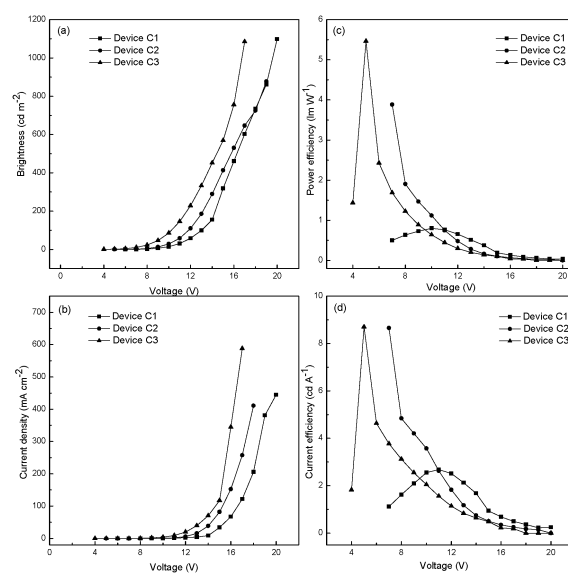 (a)
Device C1
Device C2
Device C3
Brightness (cd m-2)
1200
1000
800
600
400
200
0
0 4 8 12 16 20
Voltage (V)
(c)
Device C1
Device C2
Device C3
Power efficiency (lm W-1)
6
5
4
3
2
1
0
4 8 12 16 20
Voltage (V)
(b)
Device C1
Device C2
Device C3
Current density (mA cm-2)
700
600
500
400
300
200
100
0
0 4 8 12 16 20
Voltage (V)
(d)
Device C1
Device C2
Device C3
Current efficiency (cd A-1)
10
8
6
4
2
0
4 8 12 16 20
Voltage (V)